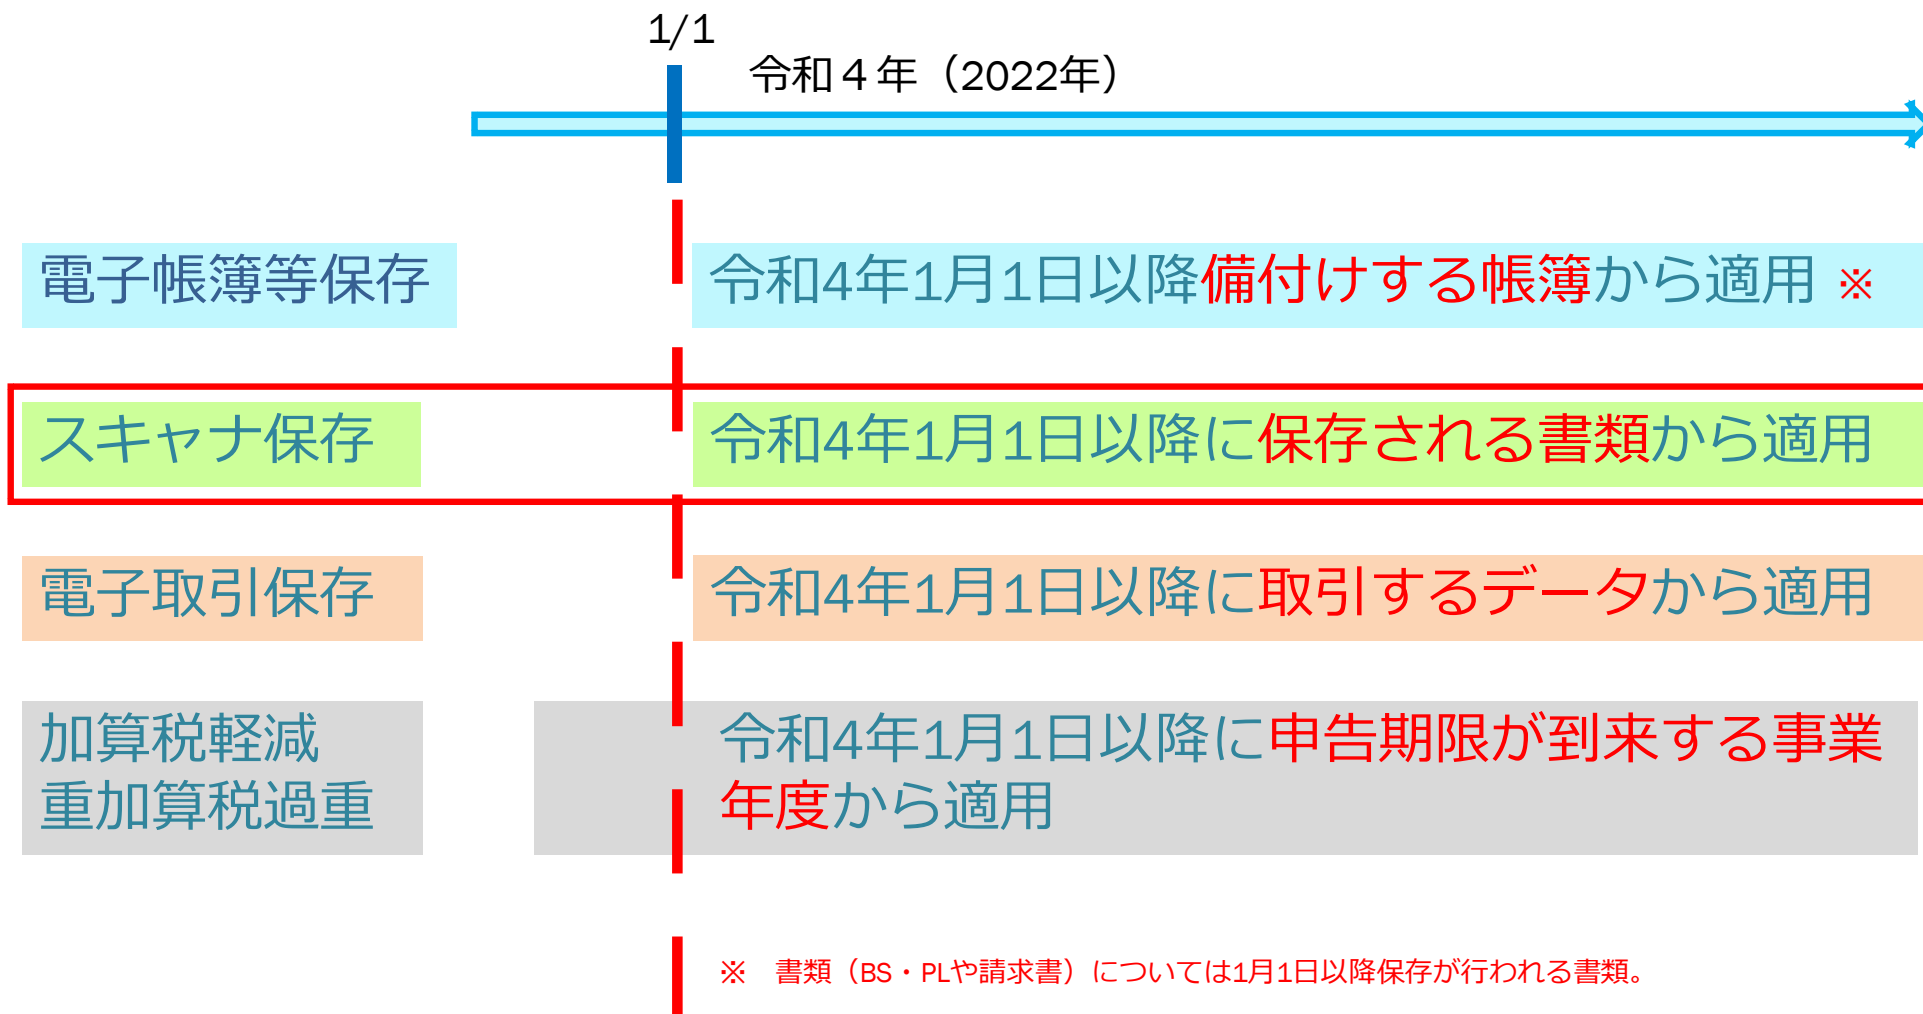 1/1
令和４年（2022年）
電子帳簿等保存
令和4年1月1日以降備付けする帳簿から適用 ※
スキャナ保存
令和4年1月1日以降に保存される書類から適用
電子取引保存
令和4年1月1日以降に取引するデータから適用
加算税軽減
重加算税過重
令和4年1月1日以降に申告期限が到来する事業
年度から適用
※　書類（BS・PLや請求書）については1月1日以降保存が行われる書類。